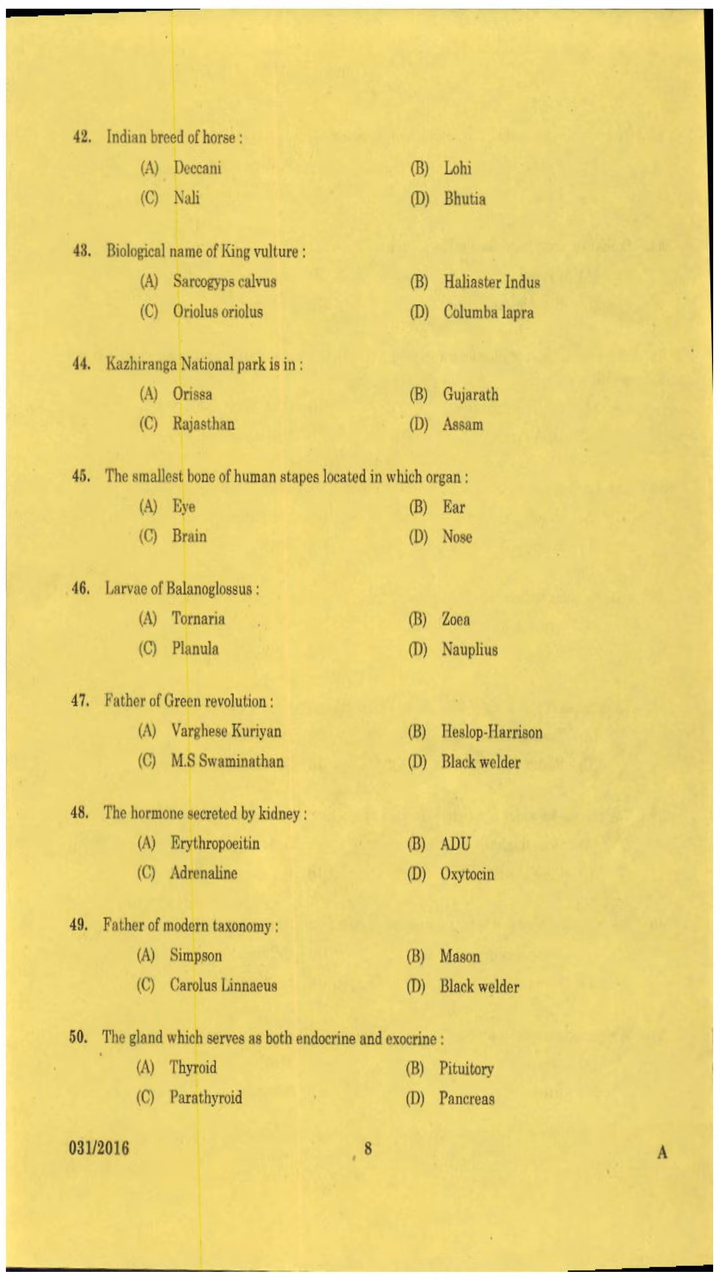 42. Indian breed of horse :
(A) Deccani (B) Lohi
(C) Nali (D) Bhutia
43. Biological name of King vulture :
(A) Sarcogyps calvus (B) Haliaster Indus
(C) Oriolus oriolus (D) Columba lapra
44. Kazhiranga National park is in :
(A) Orissa (B) Gujarath
(C) Rajasthan (D) Assam
45. The smallest bone of human stapes located in which organ :
(A) Eye (B) Ear
(C) Brain (D) Nose
46. Larvae of Balanoglossus :
(A) Tornaria (B) Zoea
(C) Planula (D) Nauplius
47. Father of Green revolution :
(A) Varghese Kuriyan (B) Heslop-Harrison
(C) M.S Swaminathan (D) Black welder
48. The hormone secreted by kidney :
(A) Erythropoeitin (B) ADU
(C) Adrenaline (D) Oxytocin
49. Father of modern taxonomy :
(A) Simpson (B) Mason
(C) Carolus Linnaeus (D) Black welder
50. The gland which serves as both endocrine and exocrine :
(A) Thyroid (B) Pituitory
(C) Parathyroid (D) Pancreas
031/2016 8 A